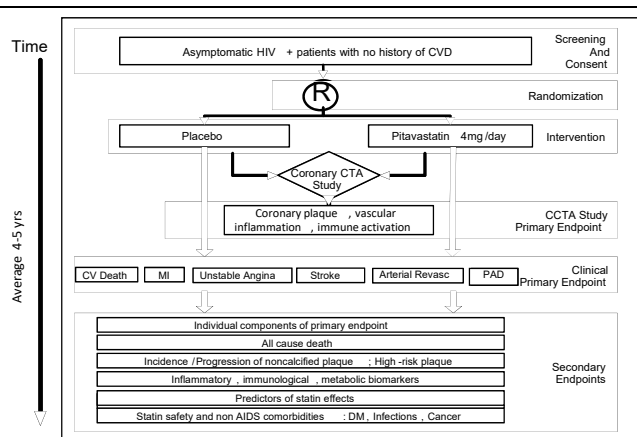 Time
Average 4-5 yrs
Screening
And
Consent
Asymptomatic HIV + patients with no history of CVD
R
Randomization
Placebo
Pitavastatin 4mg/day
Intervention
Coronary CTA
Study
Coronary plaque , vascular
inflammation , immune activation
CCTA Study
Primary Endpoint
CV Death
MI
Unstable Angina
Stroke
Arterial Revasc
PAD
Clinical
Primary Endpoint
Individual components of primary endpoint
All cause death
Incidence /Progression of noncalcified plaque ; High -risk plaque
Inflammatory , immunological , metabolic biomarkers
Predictors of statin effects
Statin safety and non AIDS comorbidities : DM, Infections , Cancer
Secondary
Endpoints